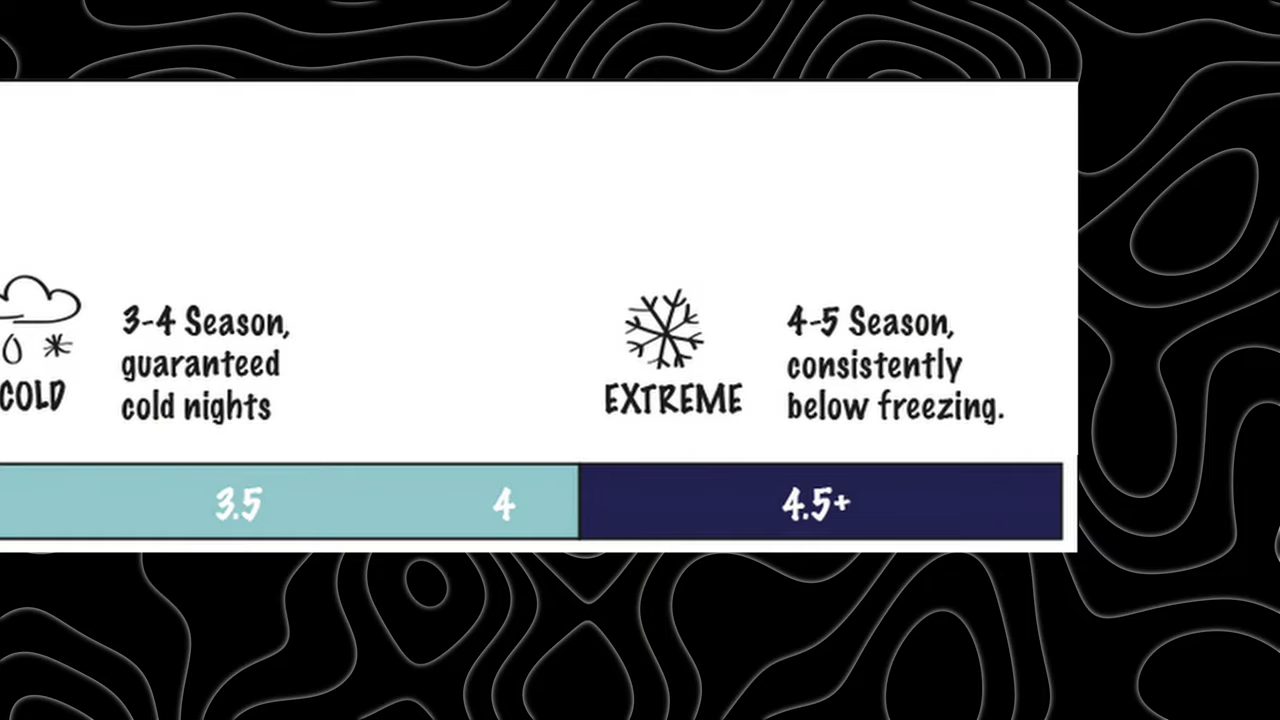 COLD
3-4 Season,
guaranteed
cold nights
EXTREME
4-5 Season,
consistently
below freezing.
3.5
4
4.5+